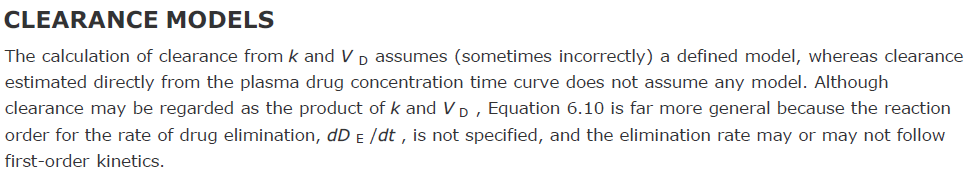 CLEARANCE MODELS
The calculation of clearance from k and V D assumes (sometimes incorrectly) a defined model, whereas clearance
estimated directly from the plasma drug concentration time curve does not assume any model. Although
clearance may be regarded as the product of k and V D , Equation 6.10 is far more general because the reaction
order for the rate of drug elimination, dD E /dt , is not specified, and the elimination rate may or may not follow
first-order kinetics.